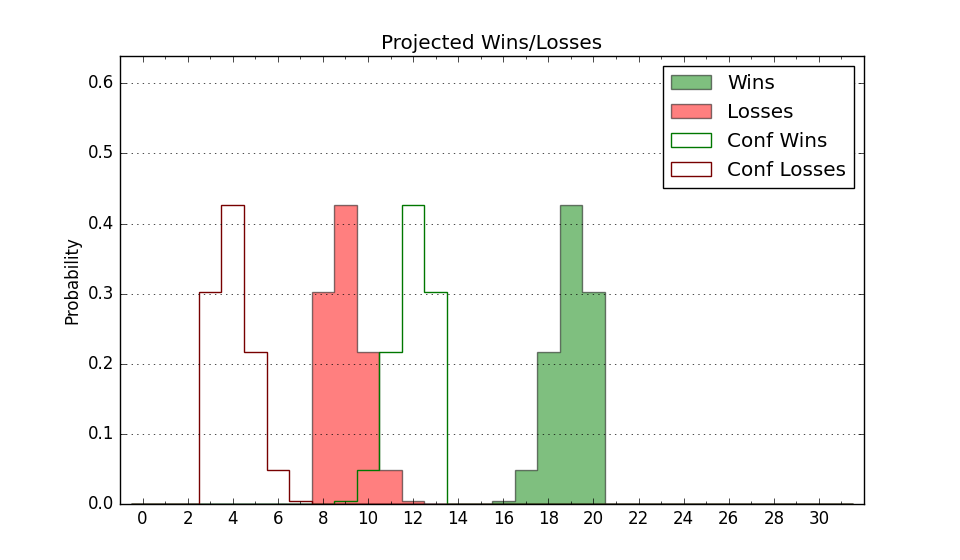 Projected Wins/Losses
Probability
0.6
0.5
0.4
0.3
0.2
0.1
0.0
Wins
Losses
Conf Wins
Conf Losses
0 2 4 6 8 10 12 14 16 18 20 22 24 26 28 30